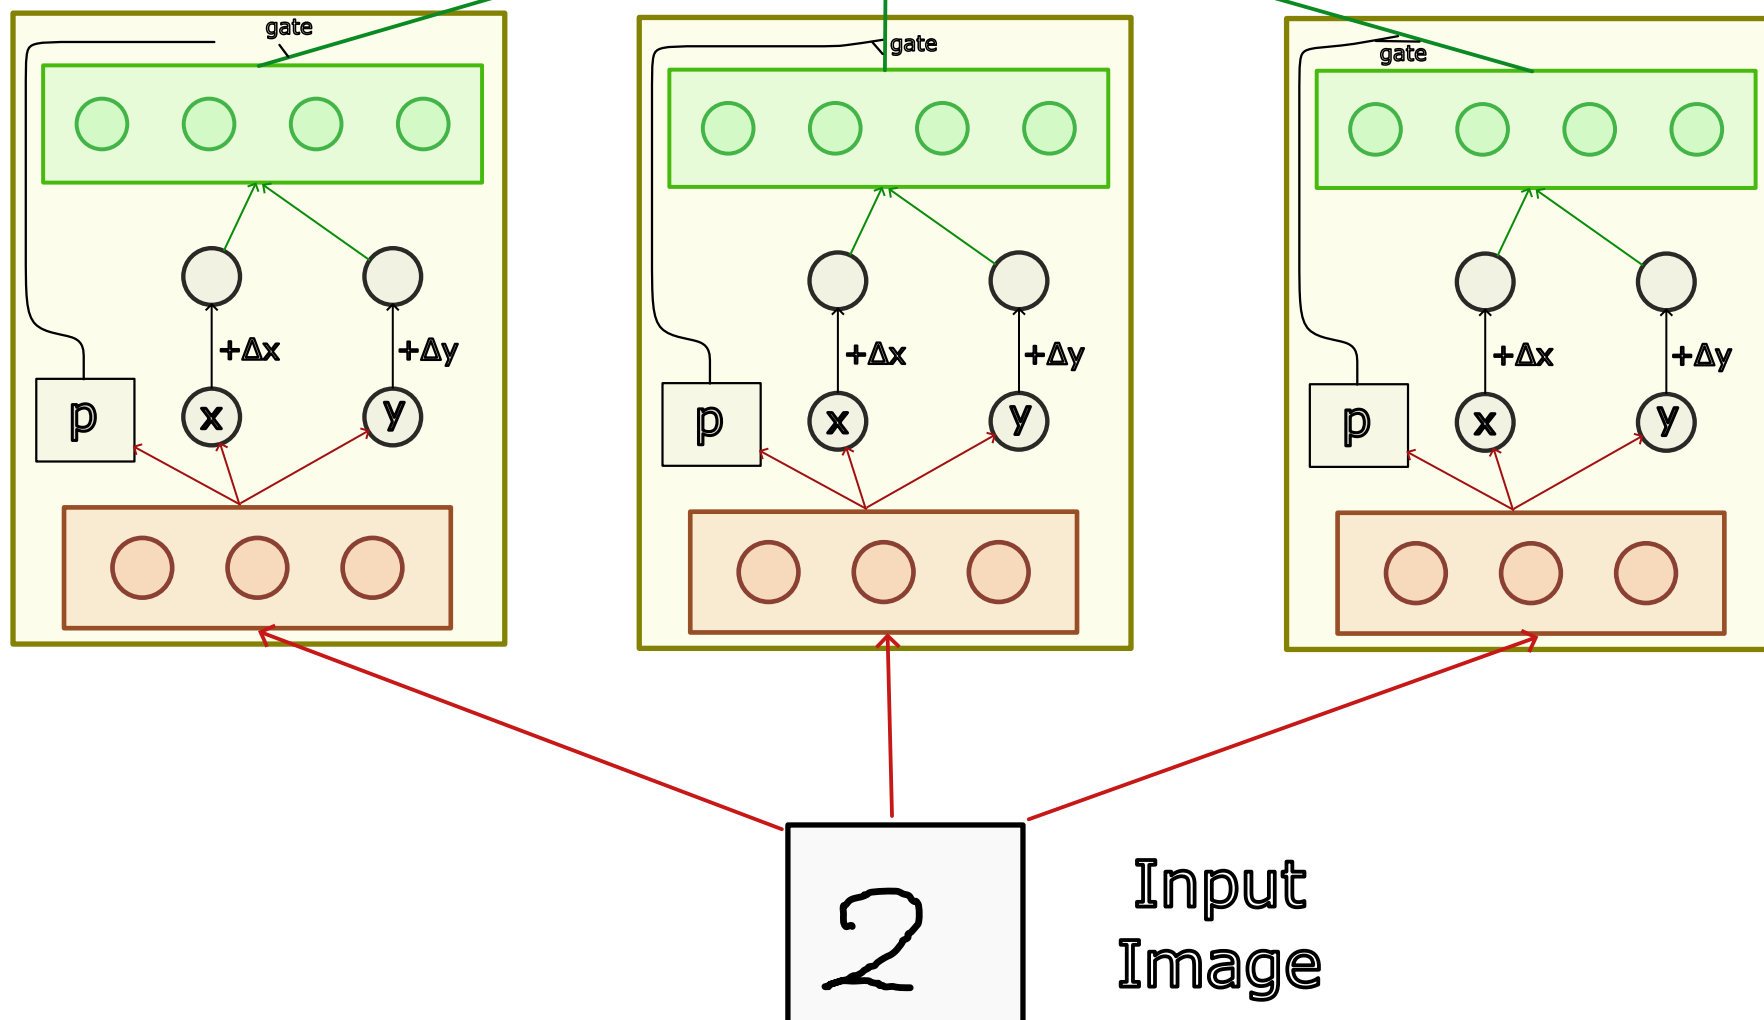 gate
gate
gate
+Δx
+Δy
+Δx
+Δy
+Δx
+Δy
p
x
y
p
x
y
p
x
y
2
Input
Image